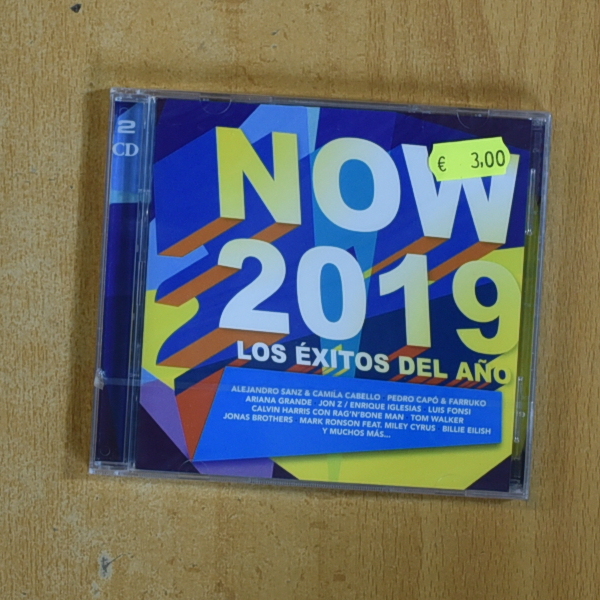 2
CD
NOW
€ 3,00
2019
LOS ÉXITOS DEL AÑO
ALEJANDRO SANZ & CAMILA CABELLO PEDRO CAPÓ & FARRUKO
ARIANA GRANDE JON Z / ENRIQUE IGLESIAS LUIS FONSI
CALVIN HARRIS CON RAG'N'BONE MAN TOM WALKER
JONAS BROTHERS MARK RONSON FEAT. MILEY CYRUS BILLIE EILISH
Y MUCHOS MÁS...